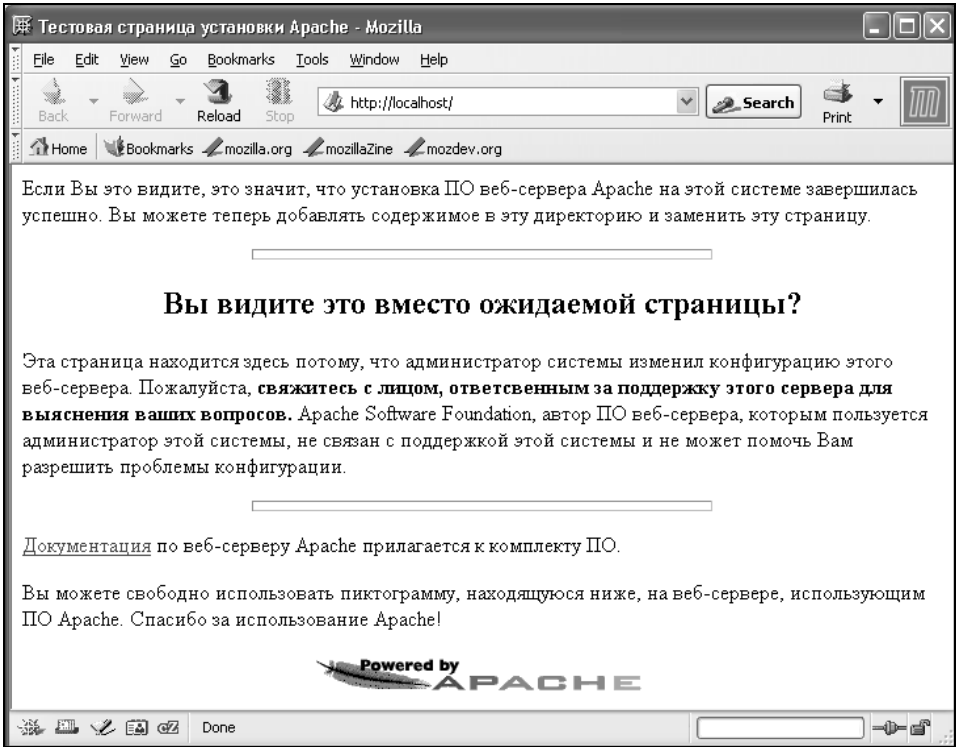 Тестовая страница установки Apache - Mozilla
File Edit View Go Bookmarks Tools Window Help
Back Forward Reload Stop http://localhost/ Search Print
Home Bookmarks mozilla.org mozillaZine mozdev.org
Если Вы это видите, это значит, что установка ПО веб-сервера Apache на этой системе завершилась
успешно. Вы можете теперь добавлять содержимое в эту директорию и заменить эту страницу.
Вы видите это вместо ожидаемой страницы?
Эта страница находится здесь потому, что администратор системы изменил конфигурацию этого
веб-сервера. Пожалуйста, свяжитесь с лицом, ответсвенным за поддержку этого сервера для
выяснения ваших вопросов. Apache Software Foundation, автор ПО веб-сервера, которым пользуется
администратор этой системы, не связан с поддержкой этой системы и не может помочь Вам
разрешить проблемы конфигурации.
Документация по веб-серверу Apache прилагается к комплекту ПО.
Вы можете свободно использовать пиктограмму, находящуюся ниже, на веб-сервере, использующим
ПО Apache. Спасибо за использование Apache!
Powered by
APACHE
Done